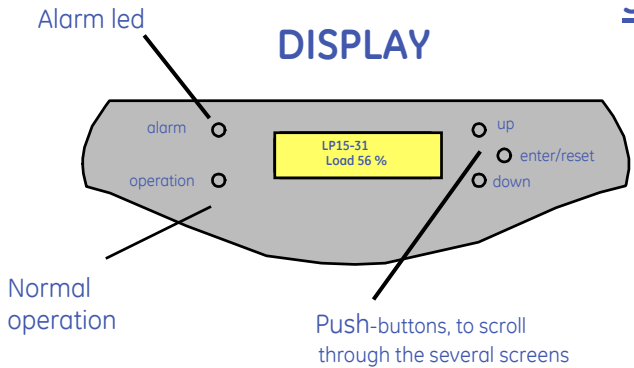 Alarm led
DISPLAY
alarm
operation
LP15-31
Load 56 %
up
enter/reset
down
Normal
operation
Push-buttons, to scroll
through the several screens